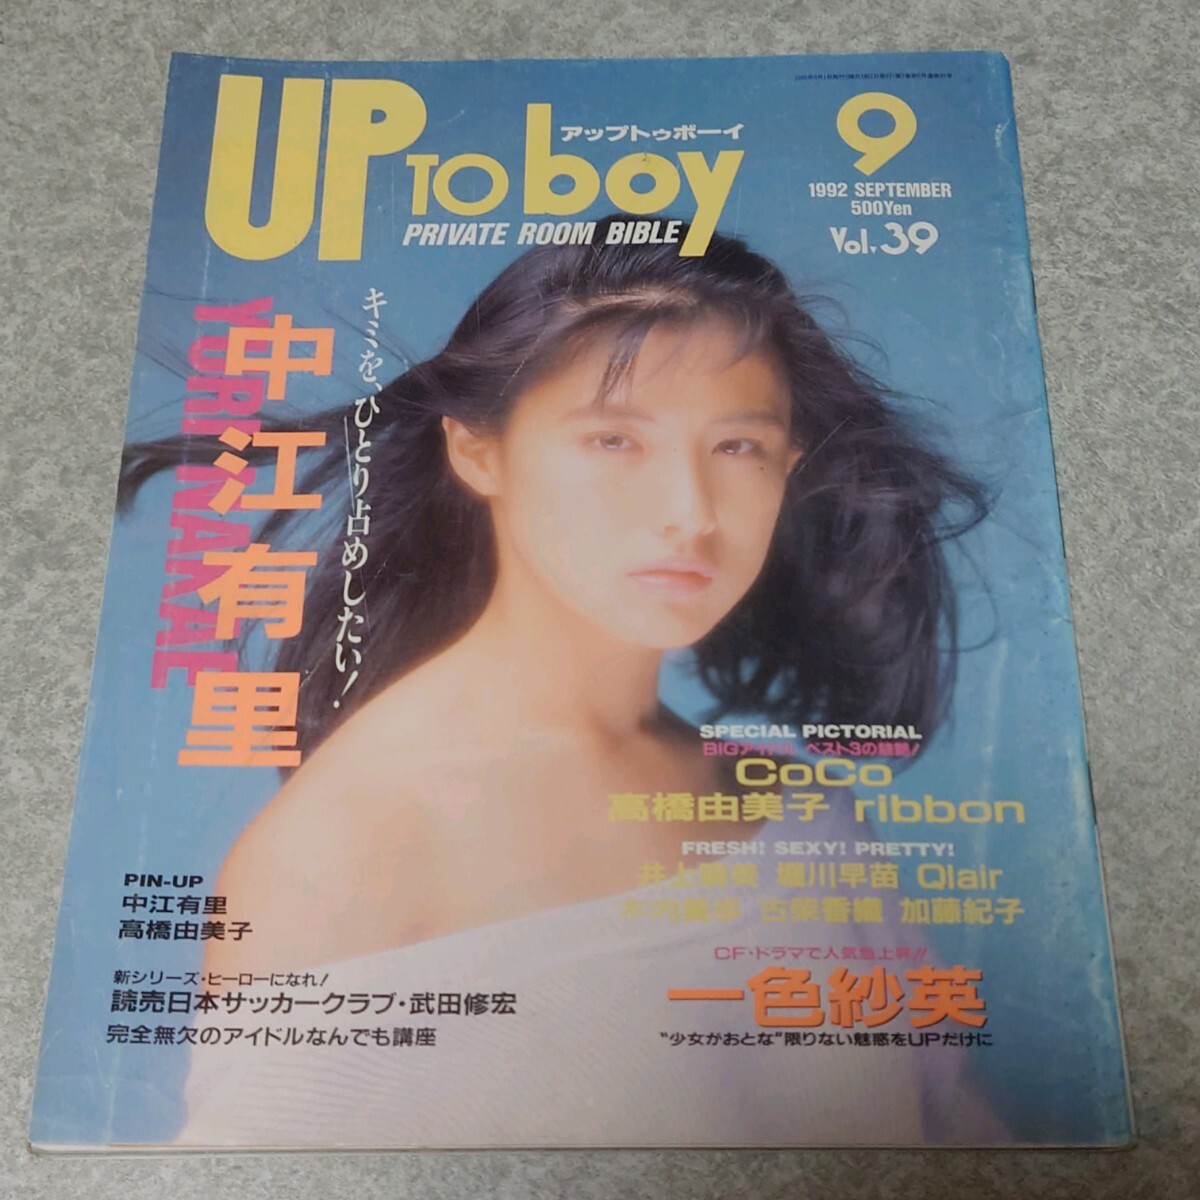 UP TO boy
アップトゥボーイ
PRIVATE ROOM BIBLE
9
1992 SEPTEMBER
500Yen
Vol. 39
キミを、ひとり占めしたい!
YURI NAKAE
中江有里
SPECIAL PICTORIAL
BIGアイドル ベスト3の競艶!
CoCo
高橋由美子 ribbon
FRESH! SEXY! PRETTY!
井上晴美 堀川早苗 Qlair
木内美歩 古柴香織 加藤紀子
CF・ドラマで人気急上昇!!
一色紗英
"少女がおとな"限りない魅惑をUPだけに
PIN-UP
中江有里
高橋由美子
新シリーズ・ヒーローになれ!
読売日本サッカークラブ・武田修宏
完全無欠のアイドルなんでも講座